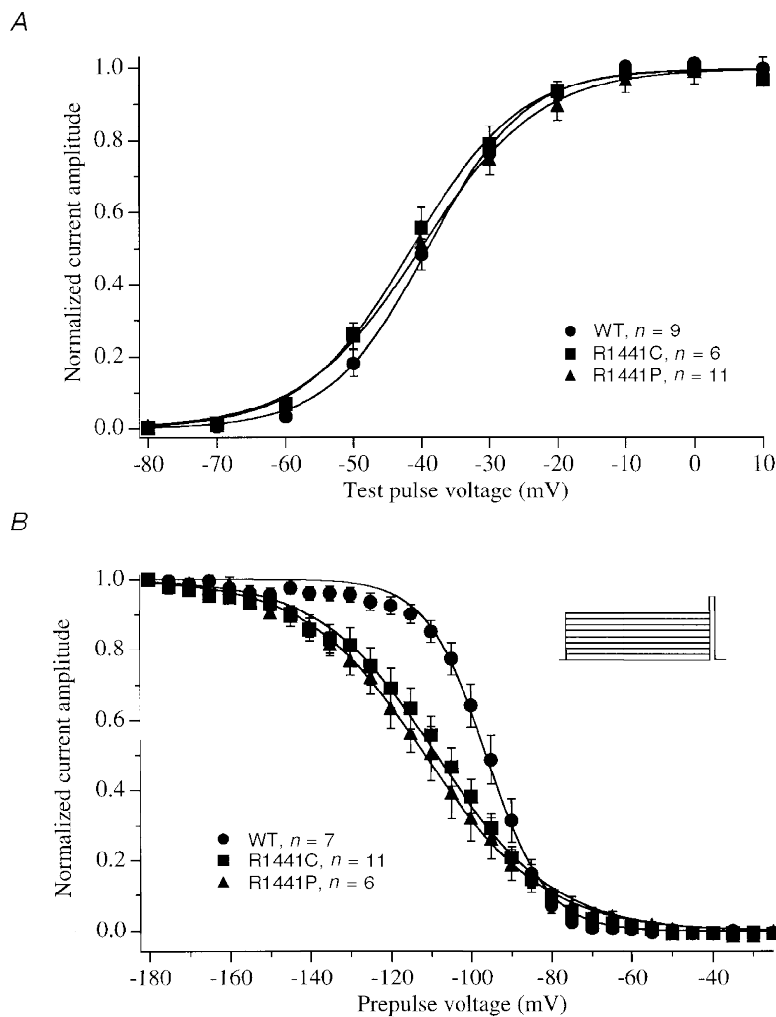 A
Normalized current amplitude
1.0
0.8
0.6
0.4
0.2
0.0
WT, n = 9
R1441C, n = 6
R1441P, n = 11
-80 -70 -60 -50 -40 -30 -20 -10 0 10
Test pulse voltage (mV)
B
Normalized current amplitude
1.0
0.8
0.6
0.4
0.2
0.0
WT, n = 7
R1441C, n = 11
R1441P, n = 6
-180 -160 -140 -120 -100 -80 -60 -40
Prepulse voltage (mV)